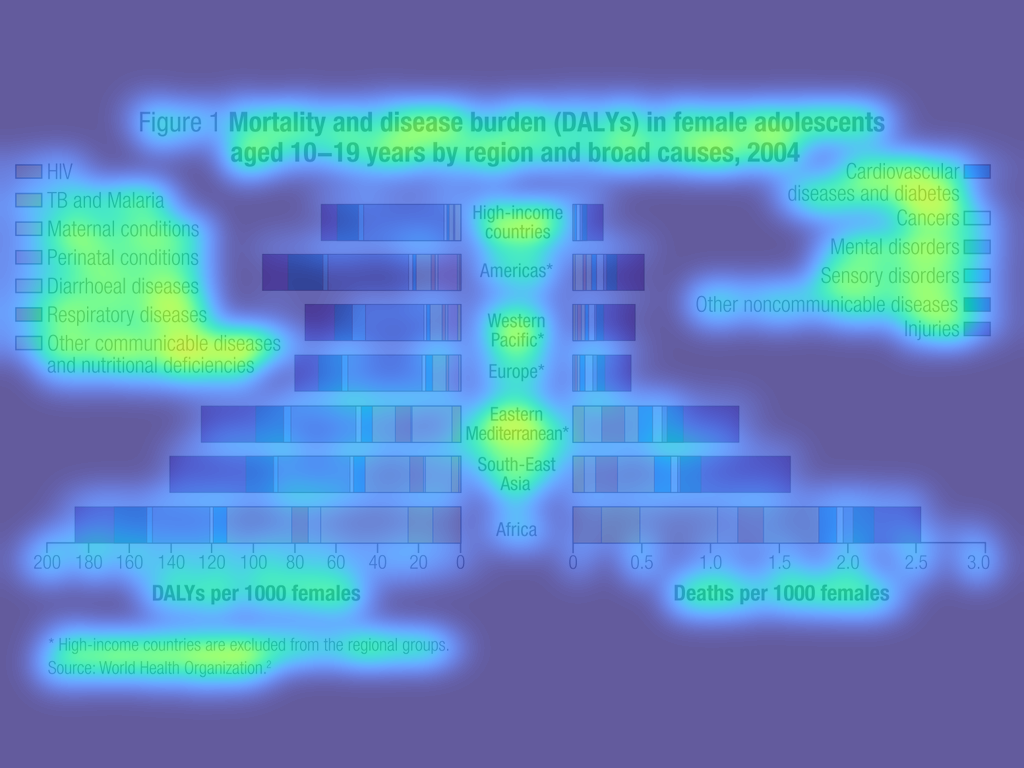 Figure 1 Mortality and disease burden (DALYs) in female adolescents
aged 10–19 years by region and broad causes, 2004
HIV
TB and Malaria
Maternal conditions
Perinatal conditions
Diarrhoeal diseases
Respiratory diseases
Other communicable diseases
and nutritional deficiencies
Cardiovascular
diseases and diabetes
Cancers
Mental disorders
Sensory disorders
Other noncommunicable diseases
Injuries
High-income
countries
Americas*
Western
Pacific*
Europe*
Eastern
Mediterranean*
South-East
Asia
Africa
200 180 160 140 120 100 80 60 40 20 0
0 0.5 1.0 1.5 2.0 2.5 3.0
DALYs per 1000 females
Deaths per 1000 females
* High-income countries are excluded from the regional groups.
Source: World Health Organization.²